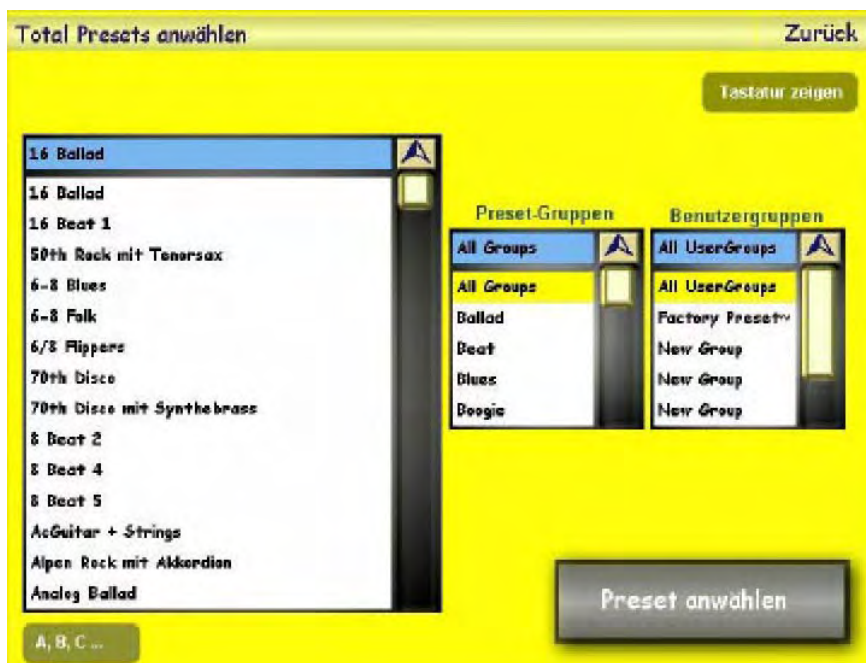 Total Presets anwählen
Zurück
Tastatur zeigen
16 Ballad
16 Ballad
16 Beat 1
50th Rock mit Tenorsax
6-8 Blues
6-8 Folk
6/8 Flippers
70th Disco
70th Disco mit Synthebrass
8 Beat 2
8 Beat 4
8 Beat 5
AcGuitar + Strings
Alpen Rock mit Akkordion
Analog Ballad
A, B, C ...
Preset-Gruppen
All Groups
All Groups
Ballad
Beat
Blues
Boogie
Benutzergruppen
All UserGroups
All UserGroups
Factory Preset~
New Group
New Group
New Group
Preset anwählen